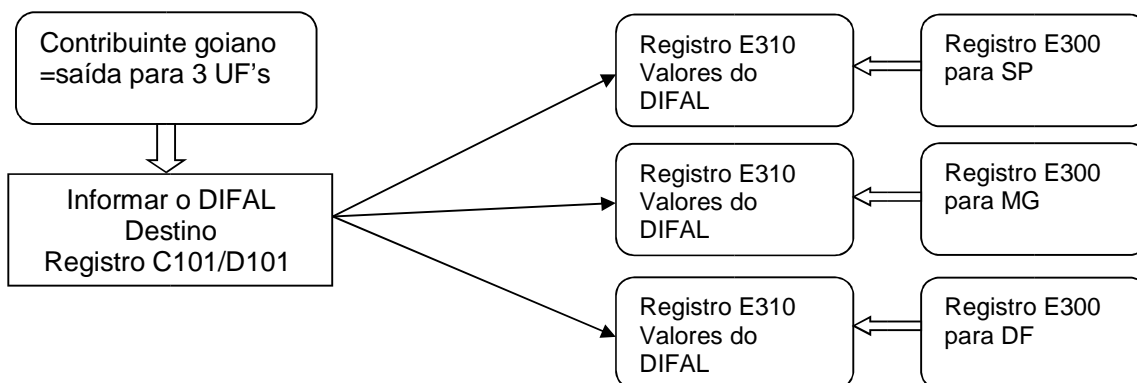 Contribuinte goiano
=saída para 3 UF's
Informar o DIFAL
Destino
Registro C101/D101
Registro E310
Valores do
DIFAL
Registro E300
para SP
Registro E310
Valores do
DIFAL
Registro E300
para MG
Registro E310
Valores do
DIFAL
Registro E300
para DF